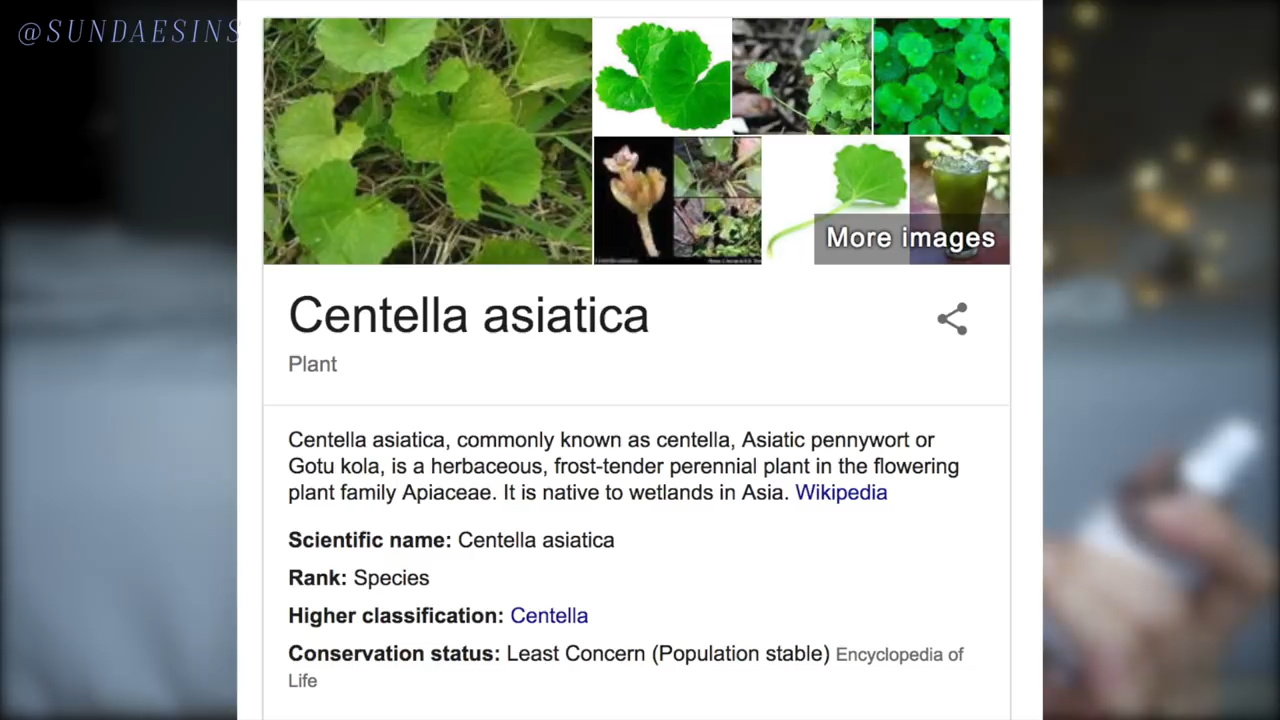 @SUNDAESINS
More images
Centella asiatica
Plant
Centella asiatica, commonly known as centella, Asiatic pennywort or
Gotu kola, is a herbaceous, frost-tender perennial plant in the flowering
plant family Apiaceae. It is native to wetlands in Asia. Wikipedia
Scientific name: Centella asiatica
Rank: Species
Higher classification: Centella
Conservation status: Least Concern (Population stable) Encyclopedia of
Life